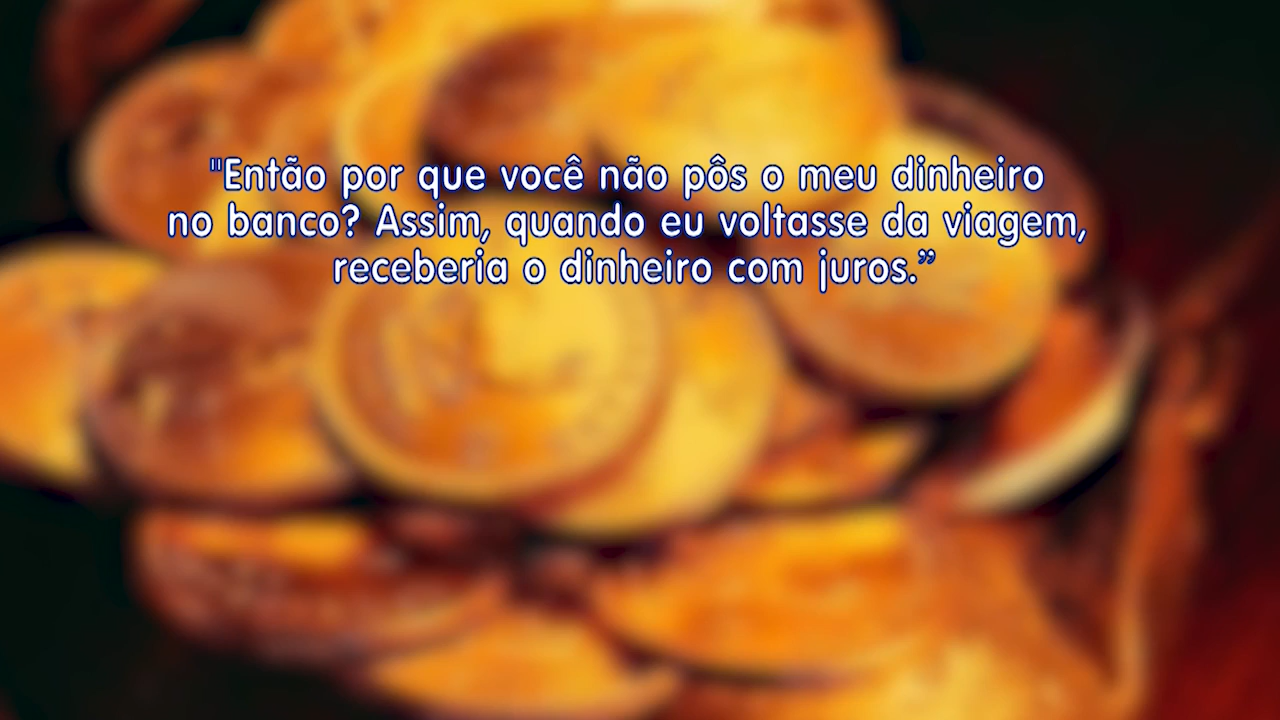 "Então por que você não pôs o meu dinheiro
no banco? Assim, quando eu voltasse da viagem,
receberia o dinheiro com juros.”